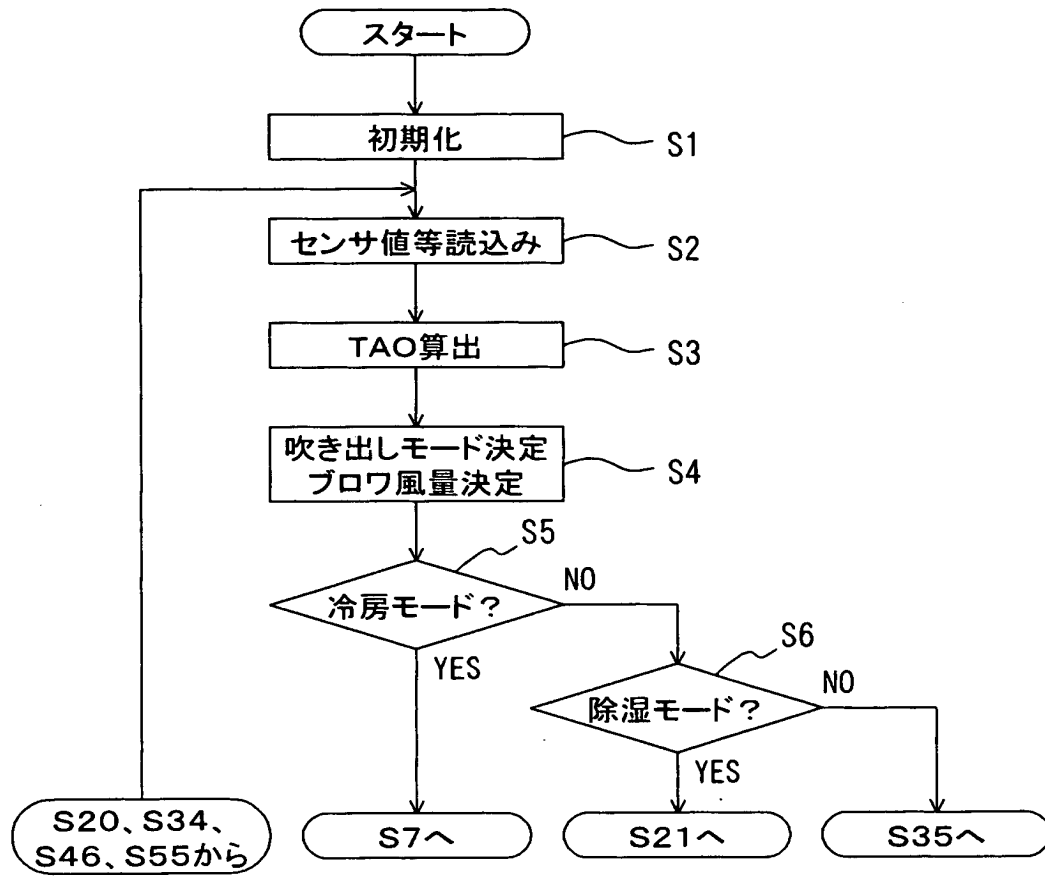 スタート
初期化
S1
センサ値等読込み
S2
TAO算出
S3
吹き出しモード決定
ブロワ風量決定
S4
S5
冷房モード?
NO
YES
S6
除湿モード?
NO
YES
S20、S34、
S46、S55から
S7へ
S21へ
S35へ